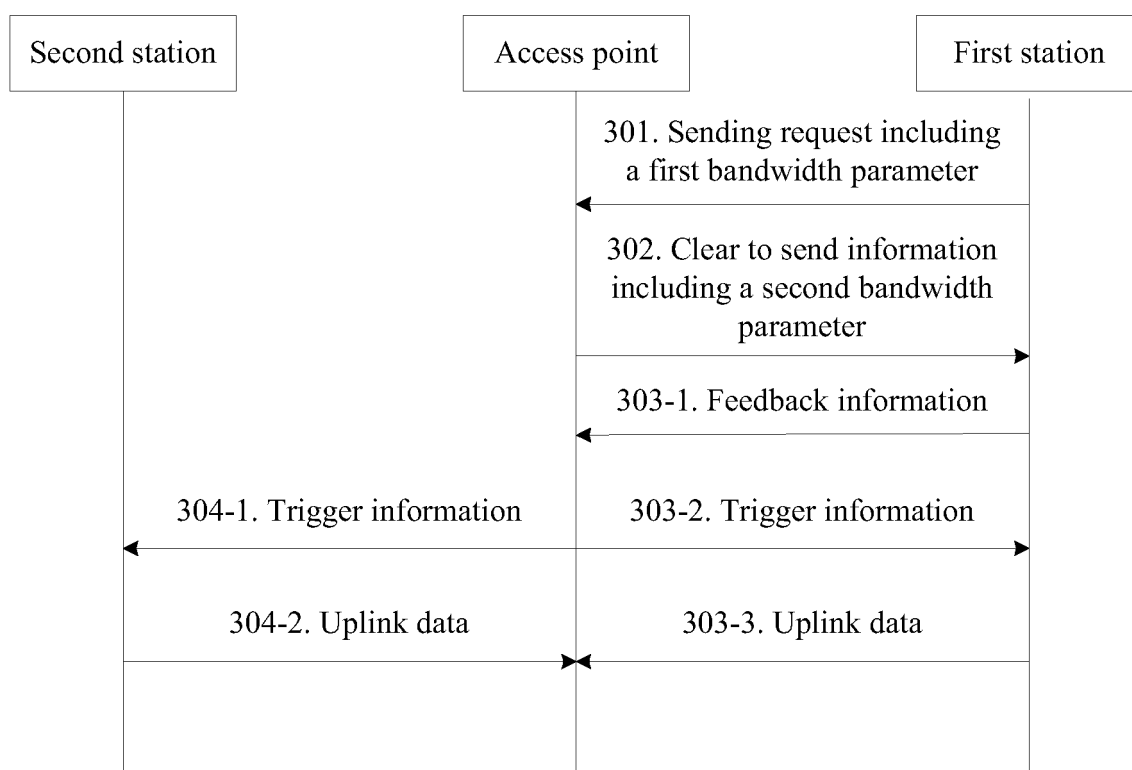 Second station
Access point
First station
301. Sending request including
a first bandwidth parameter
302. Clear to send information
including a second bandwidth
parameter
303-1. Feedback information
304-1. Trigger information
303-2. Trigger information
304-2. Uplink data
303-3. Uplink data